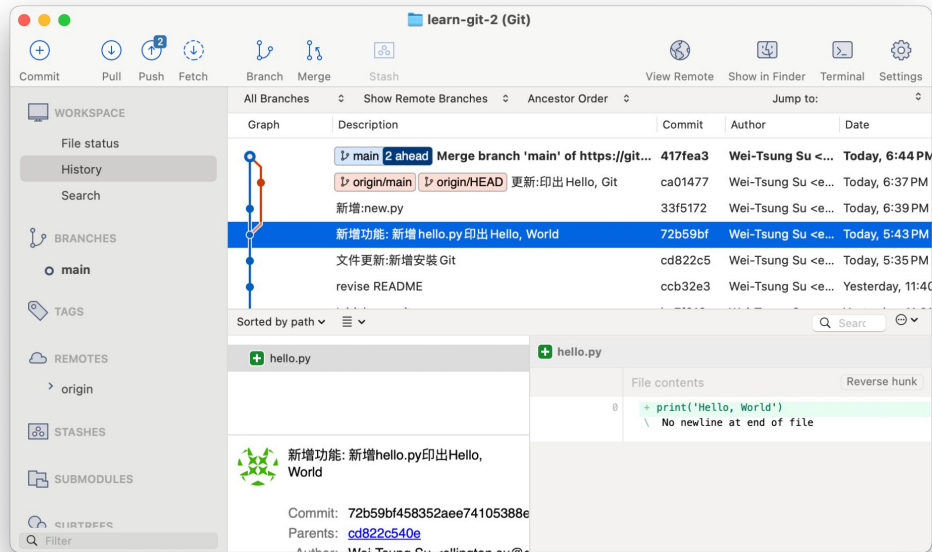 learn-git-2 (Git)
2
Commit Pull Push Fetch Branch Merge Stash View Remote Show in Finder Terminal Settings
WORKSPACE
File status
History
Search
BRANCHES
main
TAGS
REMOTES
origin
STASHES
SUBMODULES
SUBTREES
Filter
All Branches Show Remote Branches Ancestor Order Jump to:
Graph Description Commit Author Date
main 2 ahead Merge branch 'main' of https://git... 417fea3 Wei-Tsung Su <... Today, 6:44 PM
origin/main origin/HEAD 更新:印出Hello, Git ca01477 Wei-Tsung Su <e... Today, 6:37 PM
新增:new.py 33f5172 Wei-Tsung Su <e... Today, 6:39 PM
新增功能: 新增hello.py印出Hello, World 72b59bf Wei-Tsung Su <e... Today, 5:43 PM
文件更新:新增安裝Git cd822c5 Wei-Tsung Su <e... Today, 5:35 PM
revise README ccb32e3 Wei-Tsung Su <e... Yesterday, 11:40
Sorted by path Searc
hello.py
新增功能: 新增hello.py印出Hello,
World
Commit: 72b59bf458352aee74105388e
Parents: cd822c540e
hello.py
File contents Reverse hunk
0 + print('Hello, World')
\ No newline at end of file